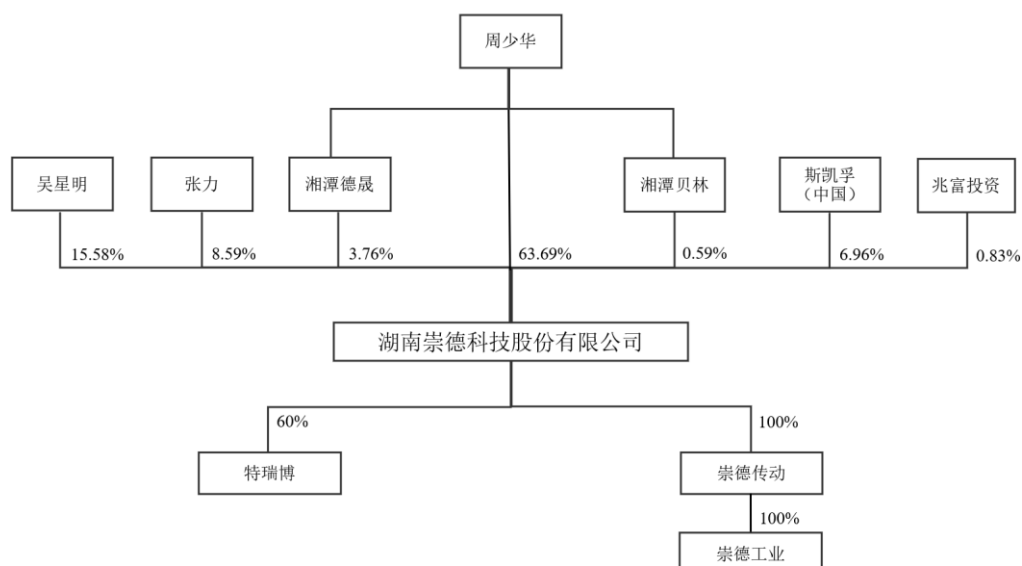 周少华
吴星明
张力
湘潭德晟
湘潭贝林
斯凯孚
（中国）
兆富投资
15.58%
8.59%
3.76%
63.69%
0.59%
6.96%
0.83%
湖南崇德科技股份有限公司
60%
100%
特瑞博
崇德传动
100%
崇德工业